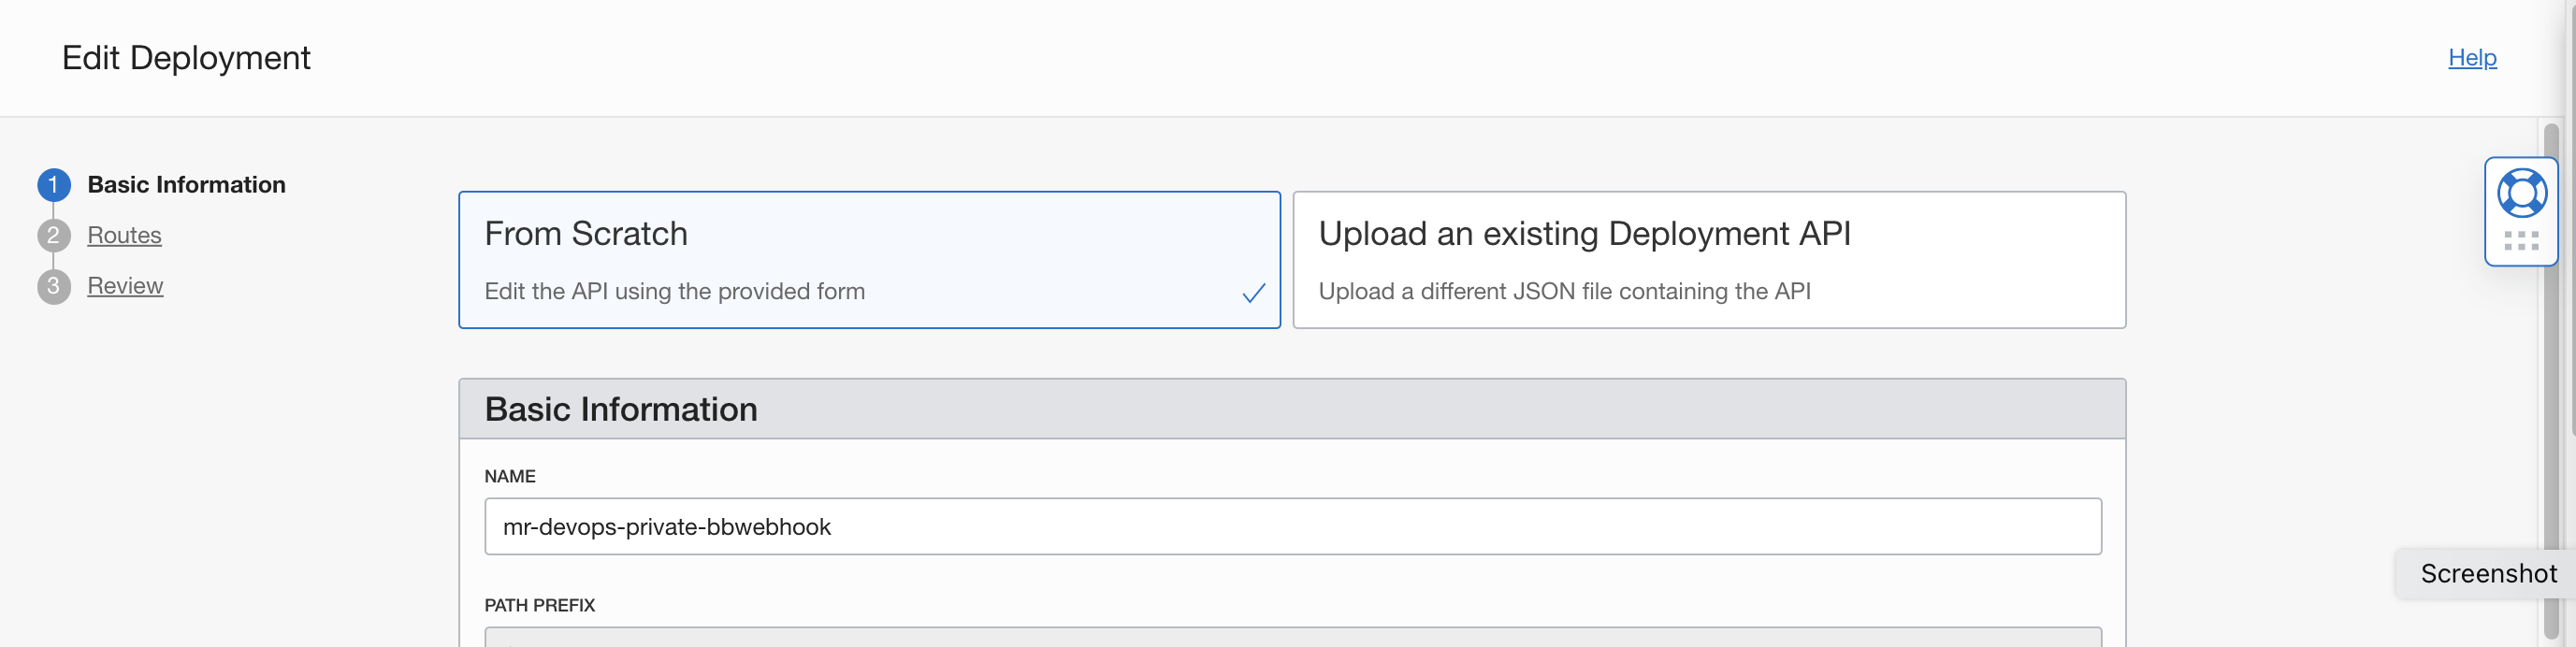 Edit Deployment
Help
1 Basic Information
2 Routes
3 Review
From Scratch
Edit the API using the provided form
Upload an existing Deployment API
Upload a different JSON file containing the API
Basic Information
NAME
mr-devops-private-bbwebhook
PATH PREFIX
Screenshot